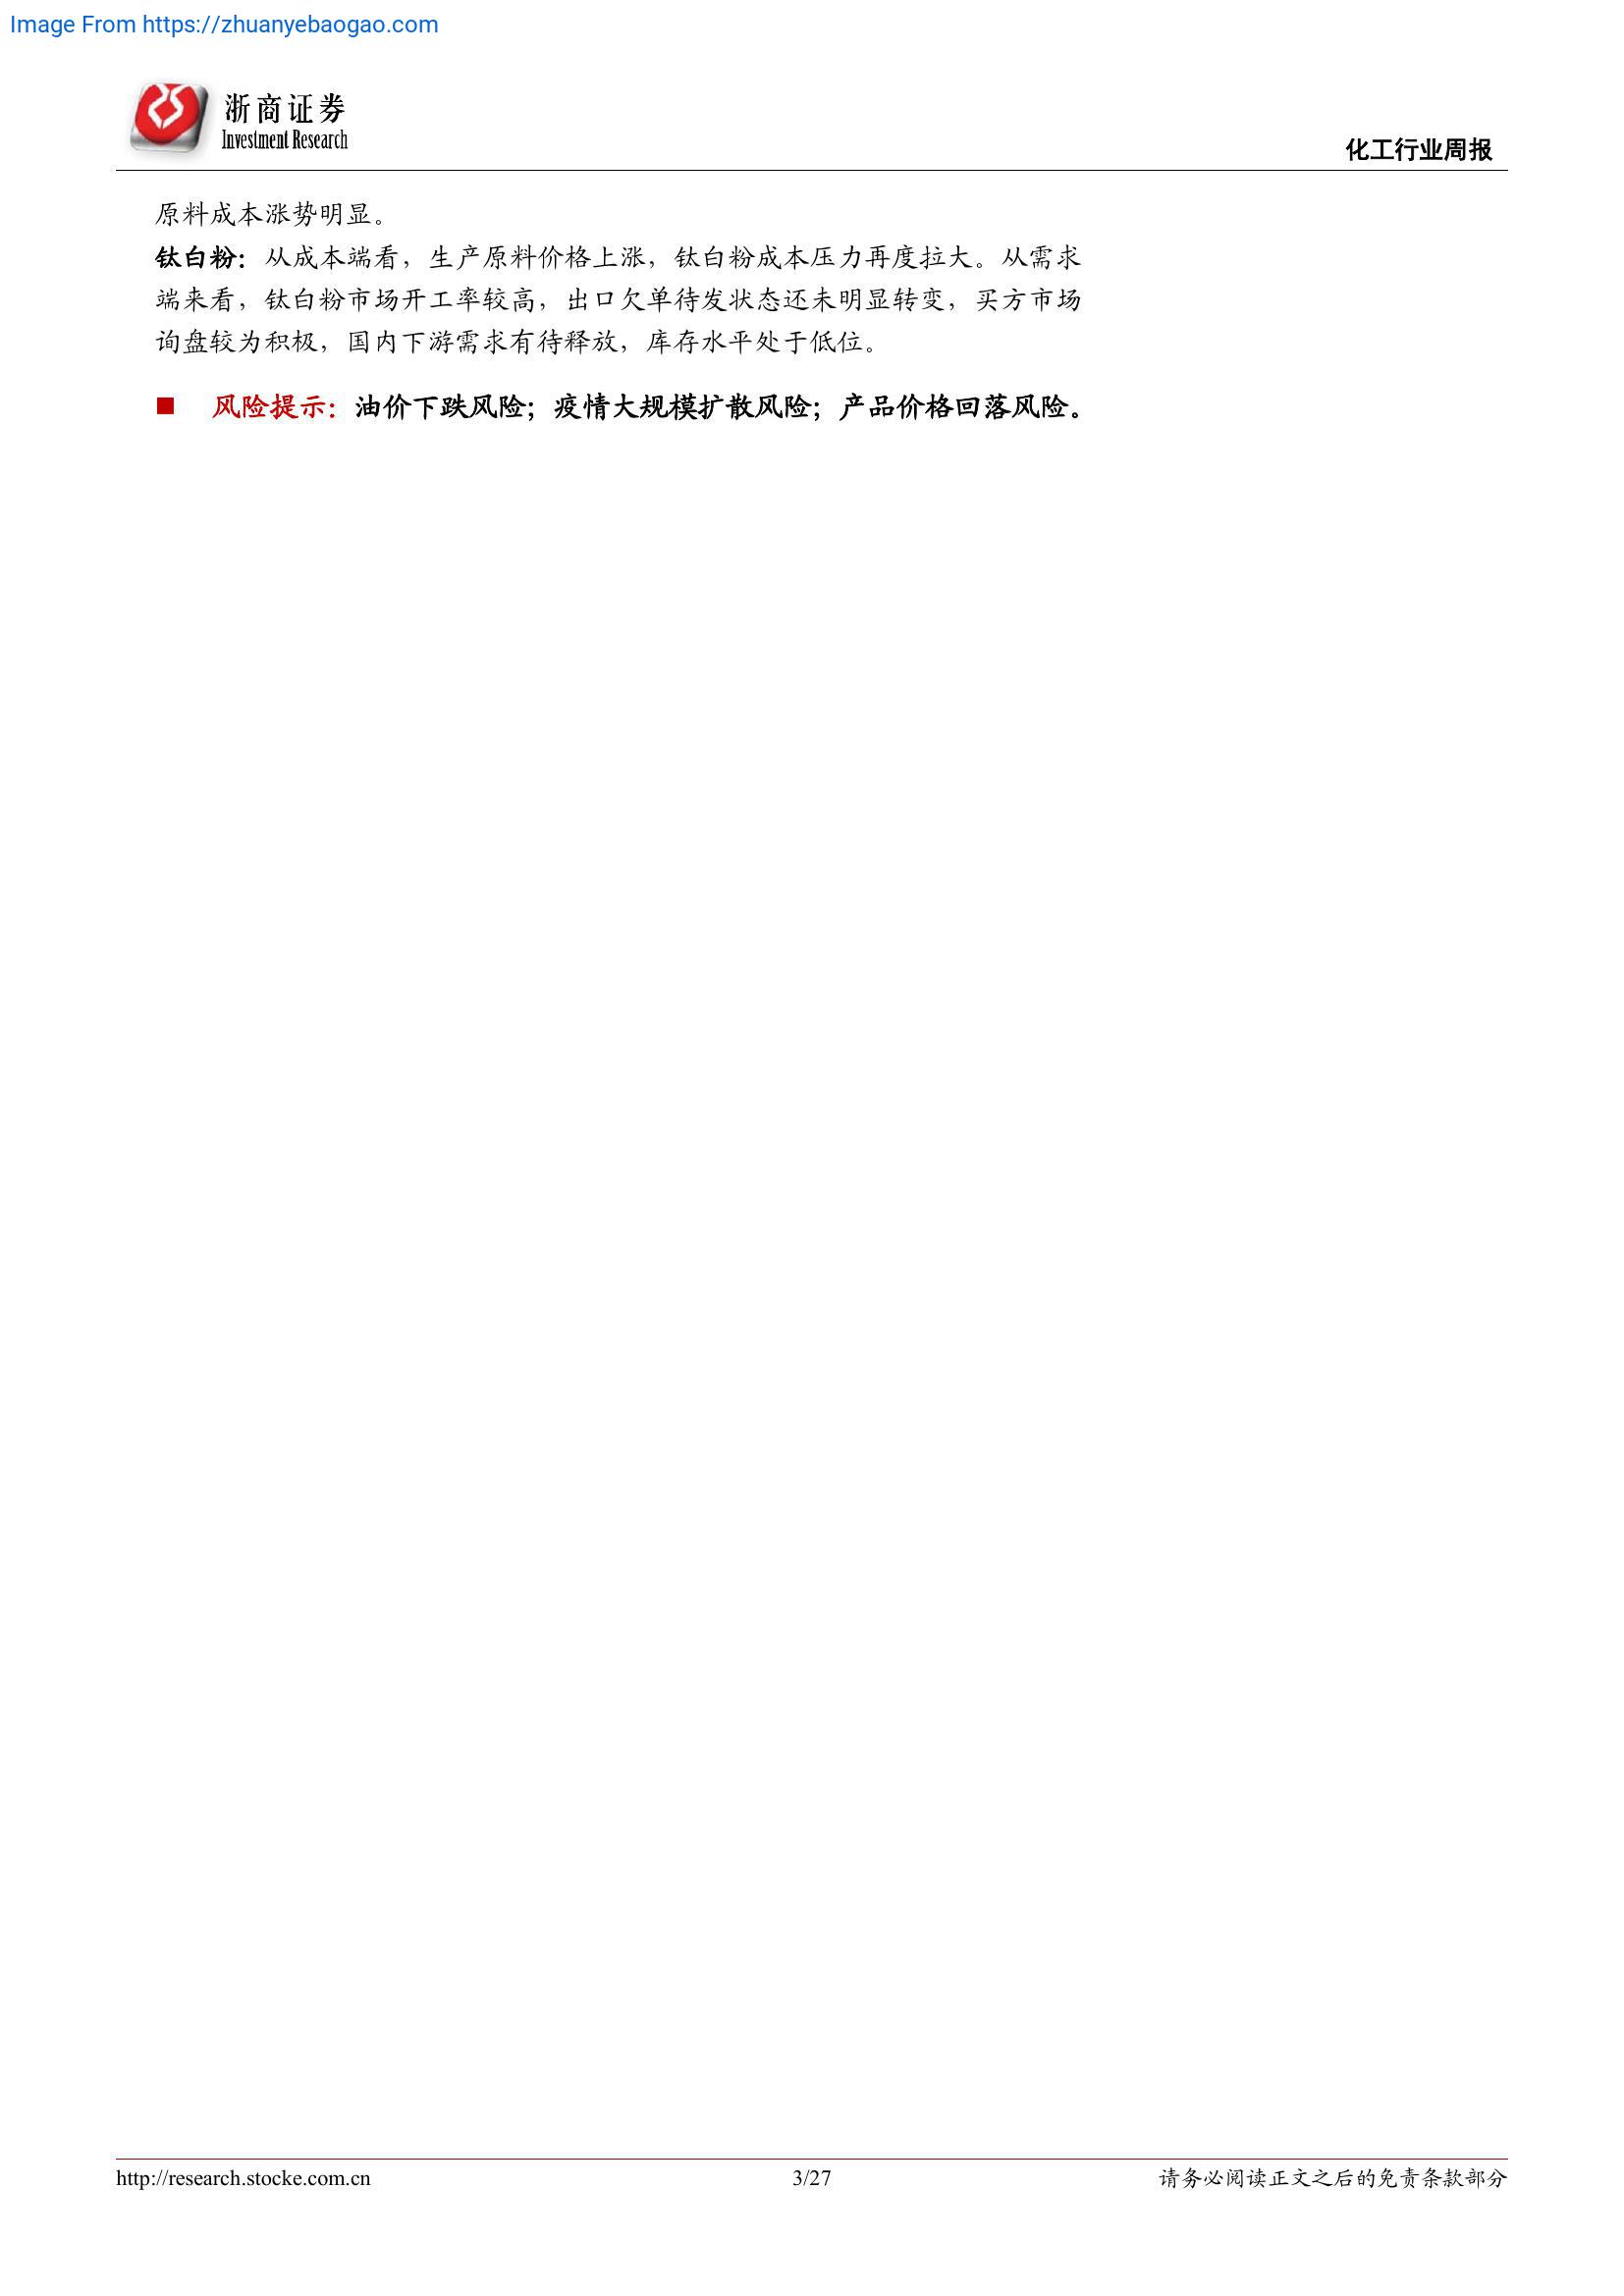 Image From https://zhuanyebaogao.com
浙商证券
Investment Research
化工行业周报
原料成本涨势明显。
钛白粉：从成本端看，生产原料价格上涨，钛白粉成本压力再度拉大。从需求
端来看，钛白粉市场开工率较高，出口欠单待发状态还未明显转变，买方市场
询盘较为积极，国内下游需求有待释放，库存水平处于低位。
■ 风险提示：油价下跌风险；疫情大规模扩散风险；产品价格回落风险。
http://research.stocke.com.cn
3/27
请务必阅读正文之后的免责条款部分